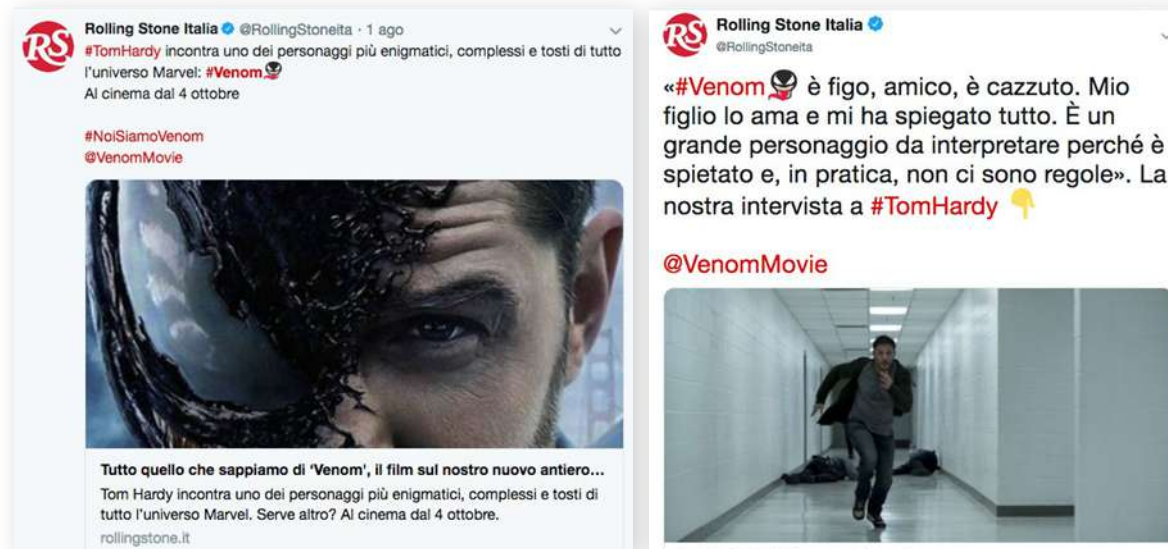 RS
Rolling Stone Italia @RollingStoneita · 1 ago
#TomHardy incontra uno dei personaggi più enigmatici, complessi e tosti di tutto
l'universo Marvel: #Venom
Al cinema dal 4 ottobre
#NoiSiamoVenom
@VenomMovie
Tutto quello che sappiamo di ‘Venom’, il film sul nostro nuovo antiero...
Tom Hardy incontra uno dei personaggi più enigmatici, complessi e tosti di
tutto l'universo Marvel. Serve altro? Al cinema dal 4 ottobre.
rollingstone.it
RS
Rolling Stone Italia
@RollingStoneita
«#Venom è figo, amico, è cazzuto. Mio
figlio lo ama e mi ha spiegato tutto. È un
grande personaggio da interpretare perché è
spietato e, in pratica, non ci sono regole». La
nostra intervista a #TomHardy
@VenomMovie